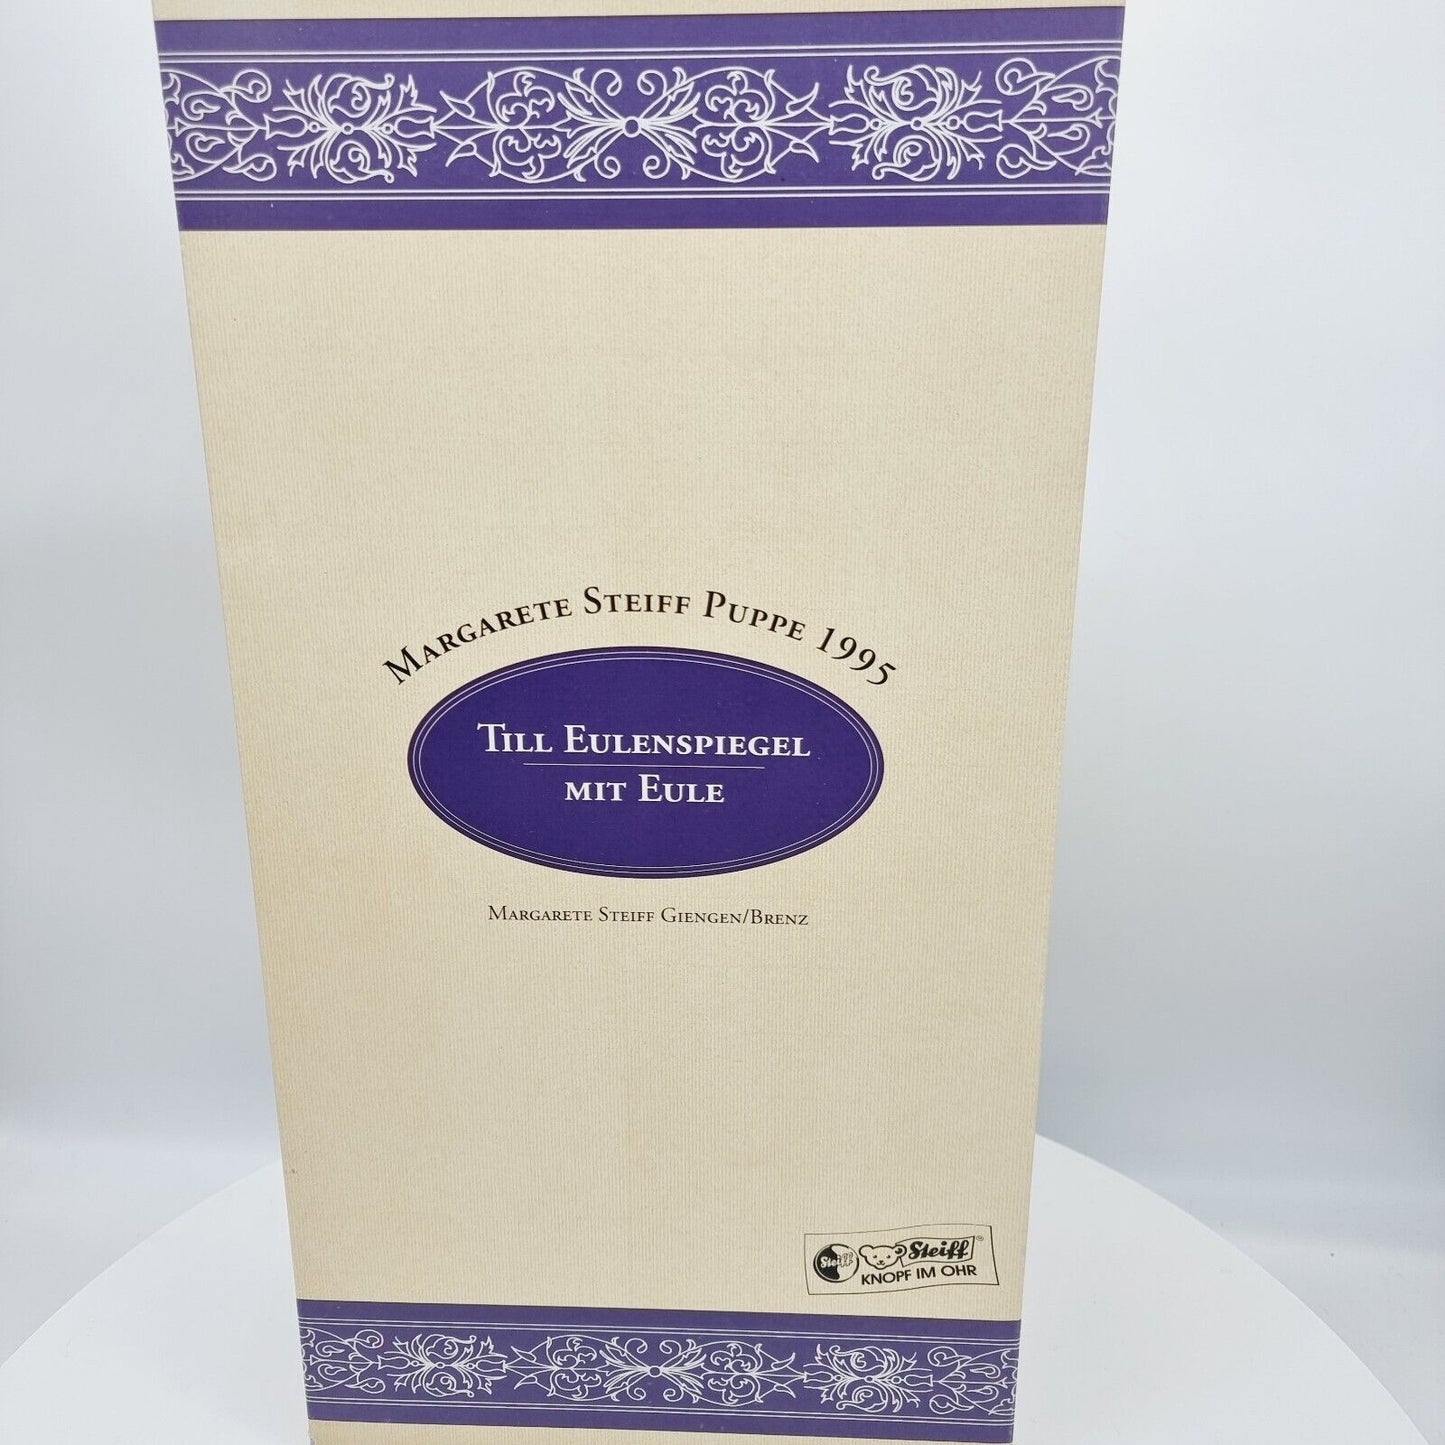 Margarete Steiff Puppe 1995
Till Eulenspiegel
mit Eule
Margarete Steiff Giengen/Brenz
Steiff
Steiff®
KNOPF IM OHR